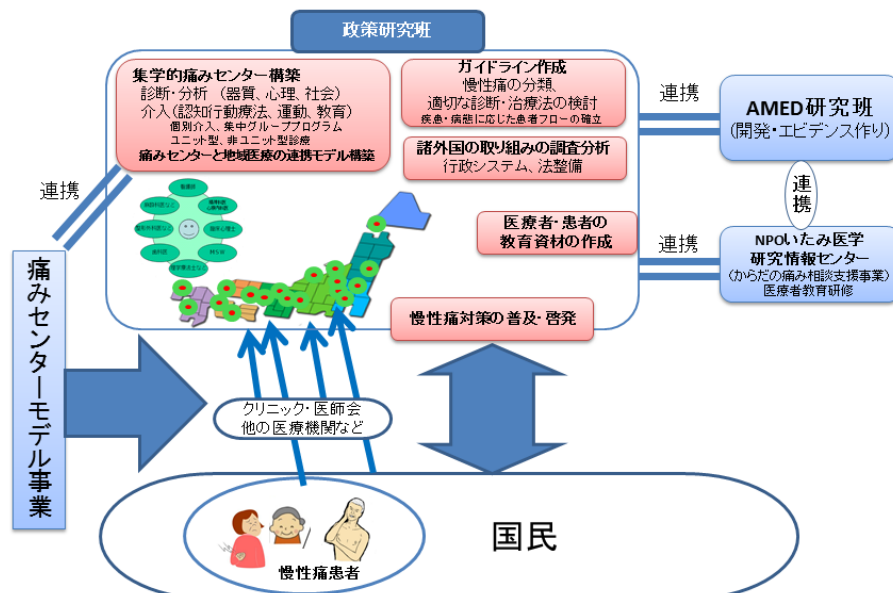 政策研究班
集学的痛みセンター構築
診断・分析 (器質、心理、社会)
介入(認知行動療法、運動、教育)
個別介入、集中グループプログラム
ユニット型、非ユニット型診療
痛みセンターと地域医療の連携モデル構築
ガイドライン作成
慢性痛の分類、
適切な診断・治療法の検討
疾患・病態に応じた患者フローの確立
諸外国の取り組みの調査分析
行政システム、法整備
医療者・患者の
教育資材の作成
慢性痛対策の普及・啓発
連携
AMED研究班
(開発・エビデンス作り)
連携
連携
NPOいたみ医学
研究情報センター
(からだの痛み相談支援事業)
医療者教育研修
連携
痛みセンターモデル事業
看護師
臨床心理士
M.S.W
歯科医
クリニック・医師会
他の医療機関など
慢性痛患者
国民